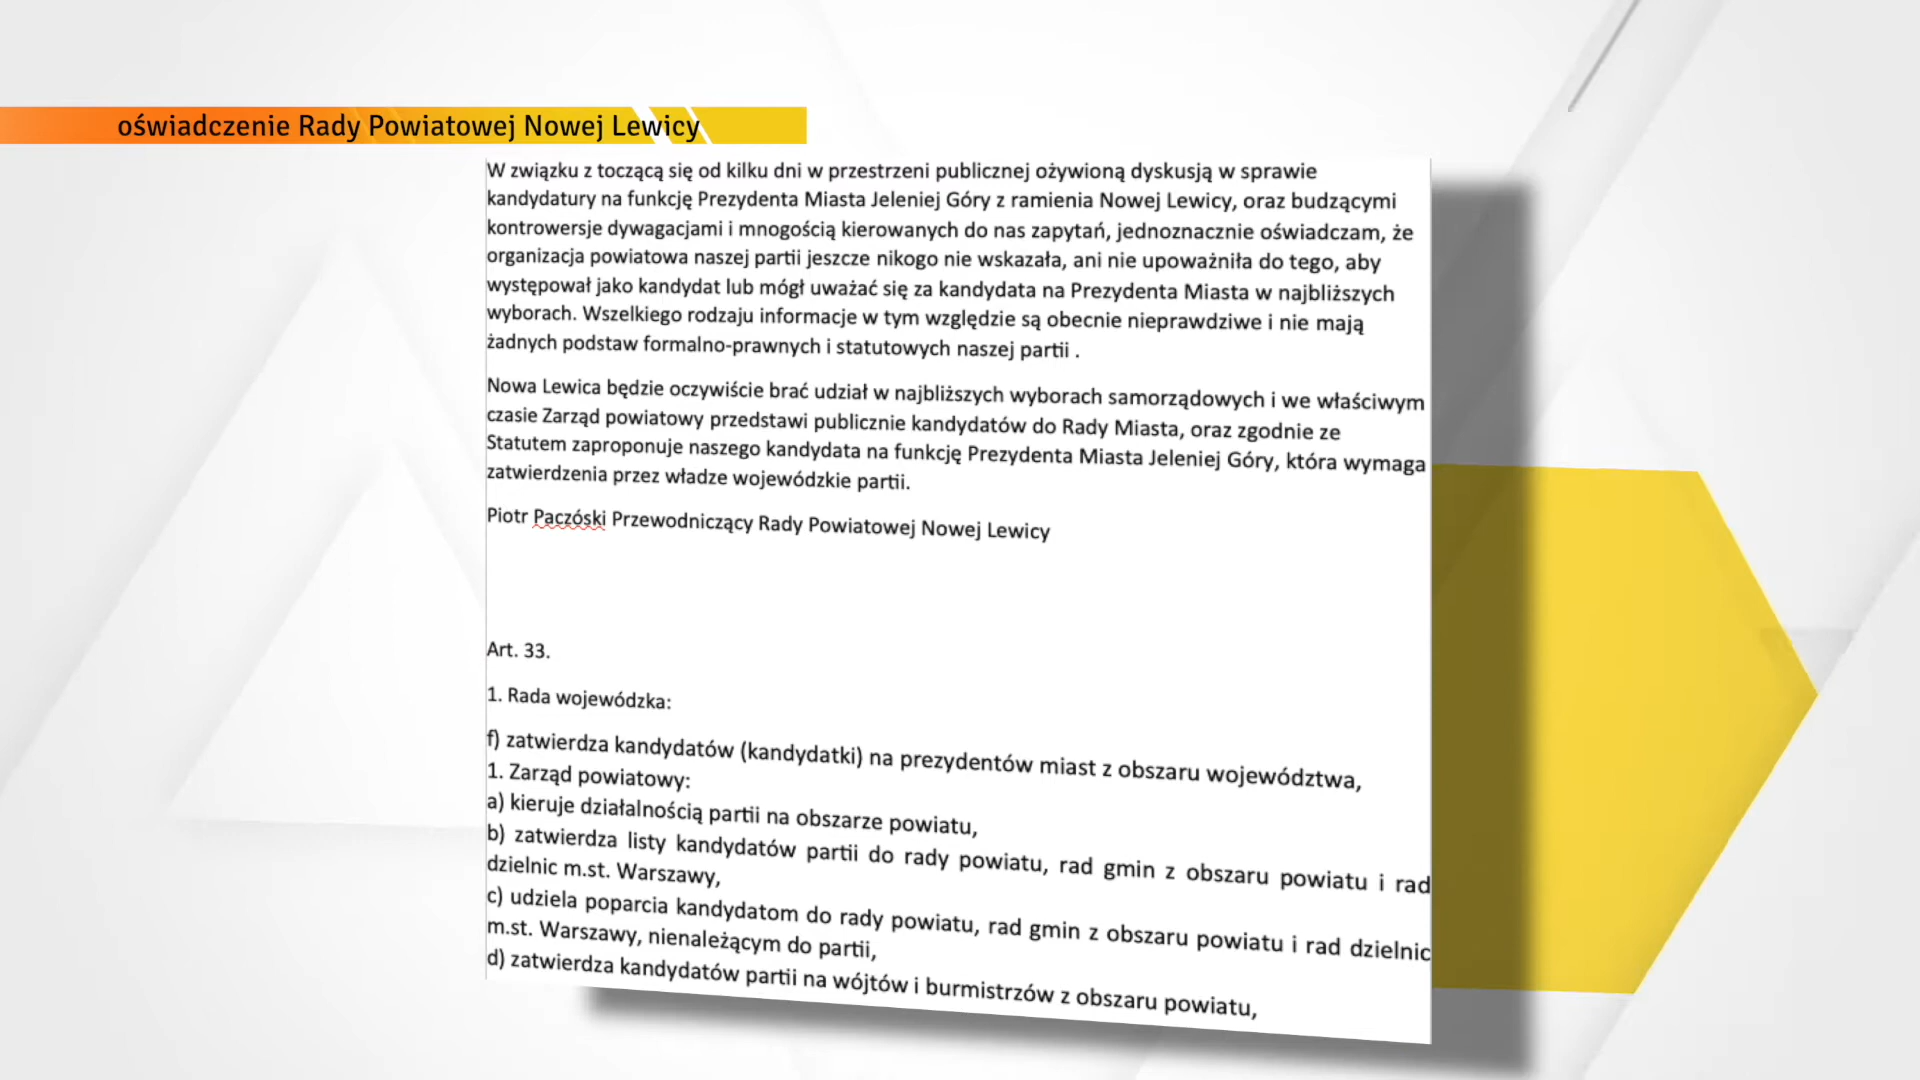 oświadczenie Rady Powiatowej Nowej Lewicy
W związku z toczącą się od kilku dni w przestrzeni publicznej ożywioną dyskusją w sprawie
kandydatury na funkcję Prezydenta Miasta Jeleniej Góry z ramienia Nowej Lewicy, oraz budzącymi
kontrowersje dywagacjami i mnogością kierowanych do nas zapytań, jednoznacznie oświadczam, że
organizacja powiatowa naszej partii jeszcze nikogo nie wskazała, ani nie upoważniła do tego, aby
występował jako kandydat lub mógł uważać się za kandydata na Prezydenta Miasta w najbliższych
wyborach. Wszelkiego rodzaju informacje w tym względzie są obecnie nieprawdziwe i nie mają
żadnych podstaw formalno-prawnych i statutowych naszej partii .
Nowa Lewica będzie oczywiście brać udział w najbliższych wyborach samorządowych i we właściwym
czasie Zarząd powiatowy przedstawi publicznie kandydatów do Rady Miasta, oraz zgodnie ze
Statutem zaproponuje naszego kandydata na funkcję Prezydenta Miasta Jeleniej Góry, która wymaga
zatwierdzenia przez władze wojewódzkie partii.
Piotr Paczóski Przewodniczący Rady Powiatowej Nowej Lewicy
Art. 33.
1. Rada wojewódzka:
f) zatwierdza kandydatów (kandydatki) na prezydentów miast z obszaru województwa,
1. Zarząd powiatowy:
a) kieruje działalnością partii na obszarze powiatu,
b) zatwierdza listy kandydatów partii do rady powiatu, rad gmin z obszaru powiatu i rad
dzielnic m.st. Warszawy,
c) udziela poparcia kandydatom do rady powiatu, rad gmin z obszaru powiatu i rad dzielnic
m.st. Warszawy, nienależącym do partii,
d) zatwierdza kandydatów partii na wójtów i burmistrzów z obszaru powiatu,